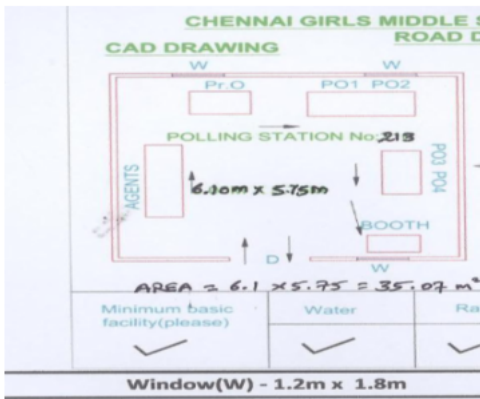 CHENNAI GIRLS MIDDLE S
ROAD D
CAD DRAWING
W W
Pr.O PO1 PO2
POLLING STATION No: 213
AGENTS
6.10m x 5.75m
PO3 PO4
BOOTH
D
W
AREA = 6.1 x 5.75 = 35.07 m²
Minimum basic facility(please)
Water
Ra
Window(W) - 1.2m x 1.8m